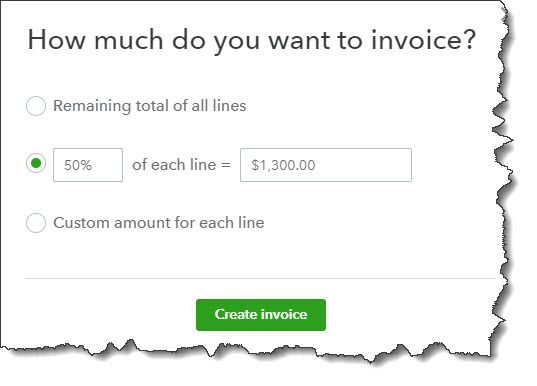 How much do you want to invoice?
Remaining total of all lines
50% of each line = $1,300.00
Custom amount for each line
Create invoice